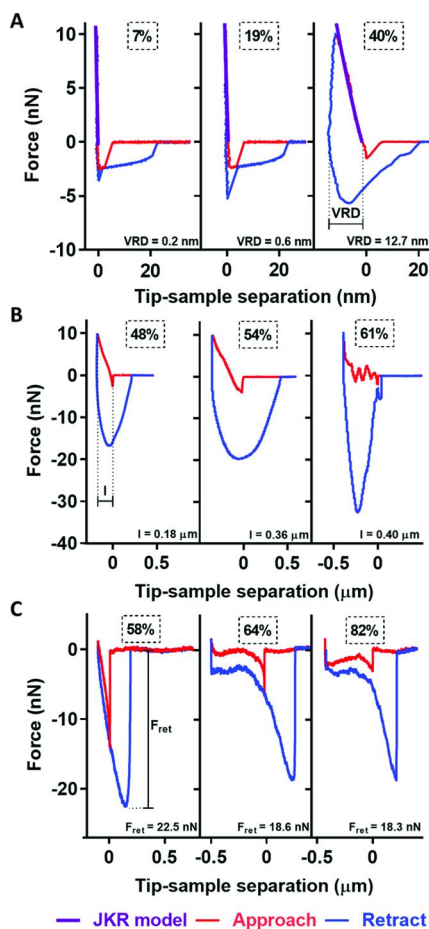 A
10
5
0
-5
-10
Force (nN)
7%
19%
40%
VRD
VRD = 0.2 nm
VRD = 0.6 nm
VRD = 12.7 nm
0 20
0 20
0 20
Tip-sample separation (nm)
B
10
0
-10
-20
-30
-40
Force (nN)
48%
54%
61%
I
I = 0.18 μm
I = 0.36 μm
I = 0.40 μm
0 0.5
0 0.5
-0.5 0 0.5
Tip-sample separation (μm)
C
0
-10
-20
Force (nN)
58%
64%
82%
Fret
Fret = 22.5 nN
Fret = 18.6 nN
Fret = 18.3 nN
0 0.5
-0.5 0
-0.5 0
Tip-sample separation (μm)
JKR model Approach Retract